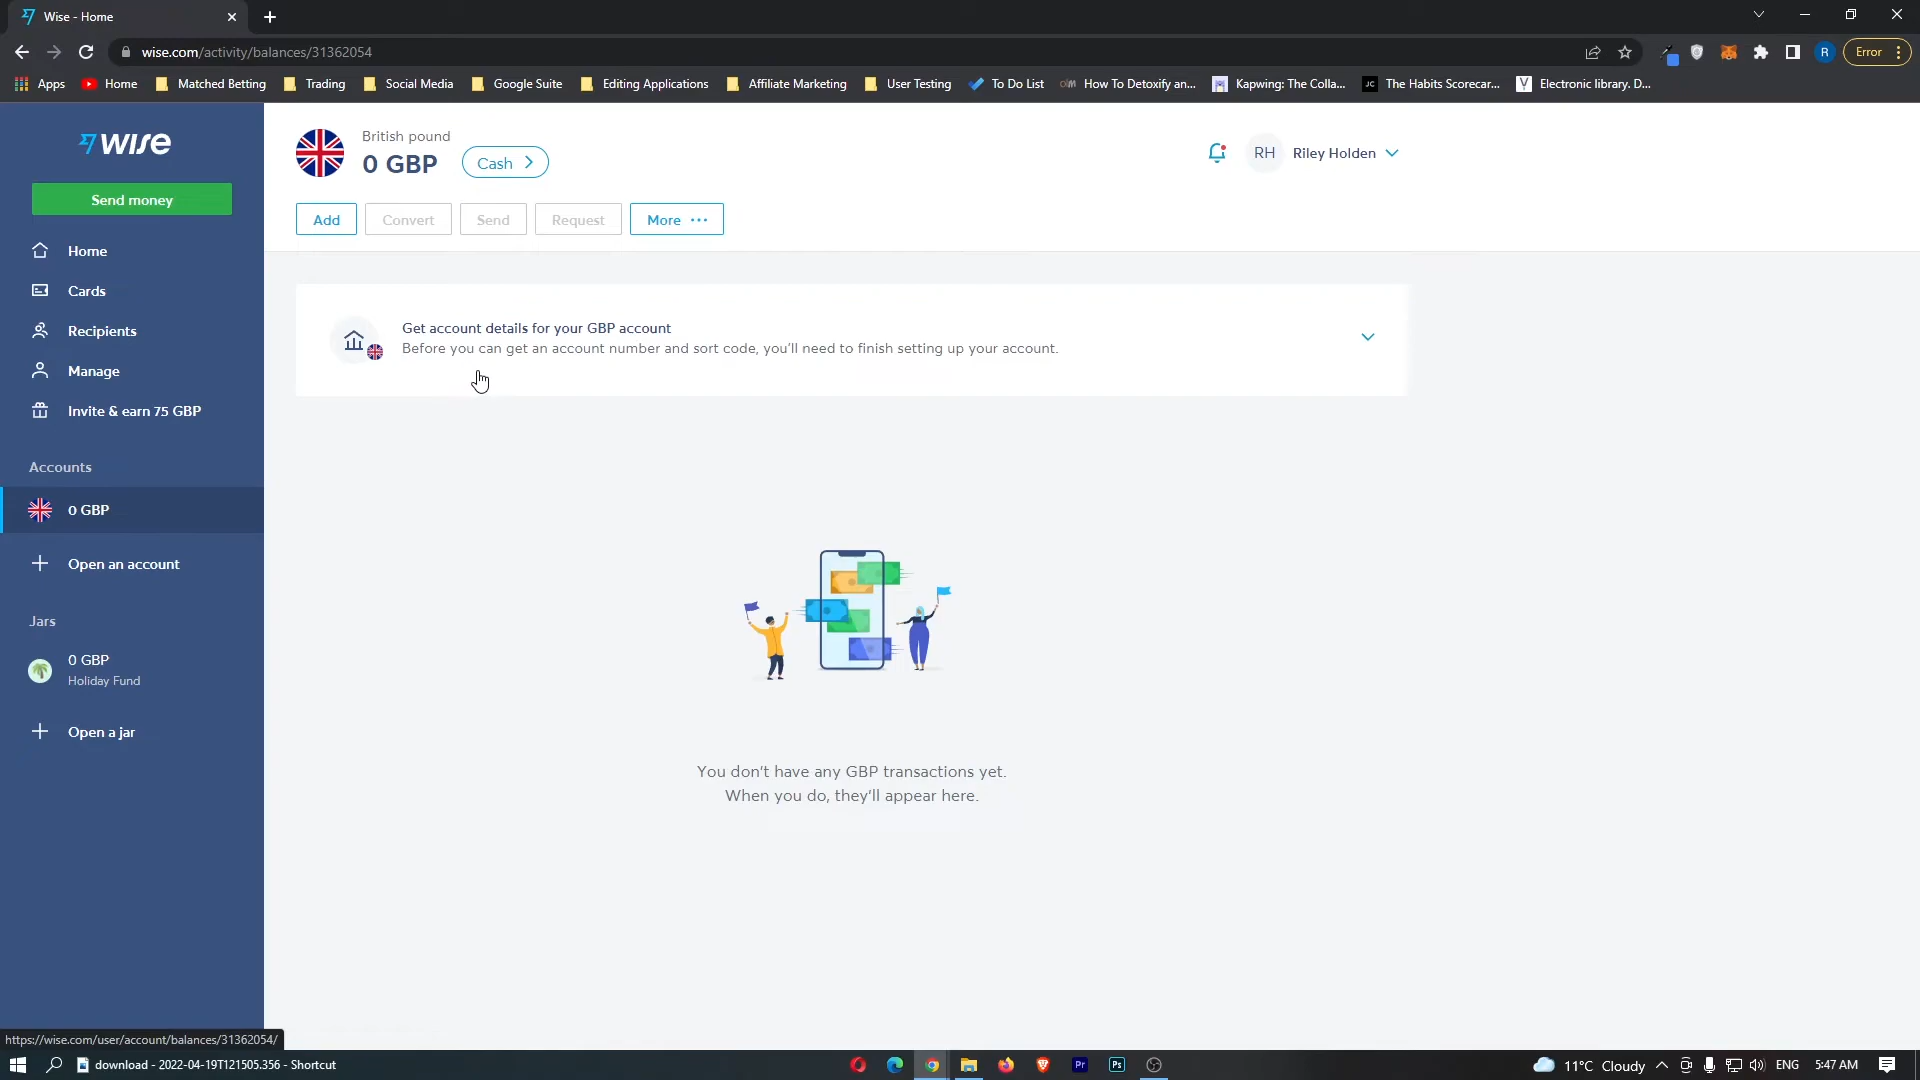 Wise - Home
wise.com/activity/balances/31362054
R
Error
Apps
Home
Matched Betting
Trading
Social Media
Google Suite
Editing Applications
Affiliate Marketing
User Testing
To Do List
How To Detoxify an...
Kapwing: The Colla...
JC
The Habits Scorecar...
Electronic library. D...
WISE
Send money
Home
Cards
Recipients
Manage
Invite & earn 75 GBP
Accounts
0 GBP
Open an account
Jars
0 GBP
Holiday Fund
Open a jar
British pound
0 GBP
Cash
RH
Riley Holden
Add
Convert
Send
Request
More
Get account details for your GBP account
Before you can get an account number and sort code, you'll need to finish setting up your account.
You don't have any GBP transactions yet.
When you do, they'll appear here.
https://wise.com/user/account/balances/31362054/
download - 2022-04-19T121505.356 - Shortcut
Pr
Ps
11°C Cloudy
ENG
5:47 AM